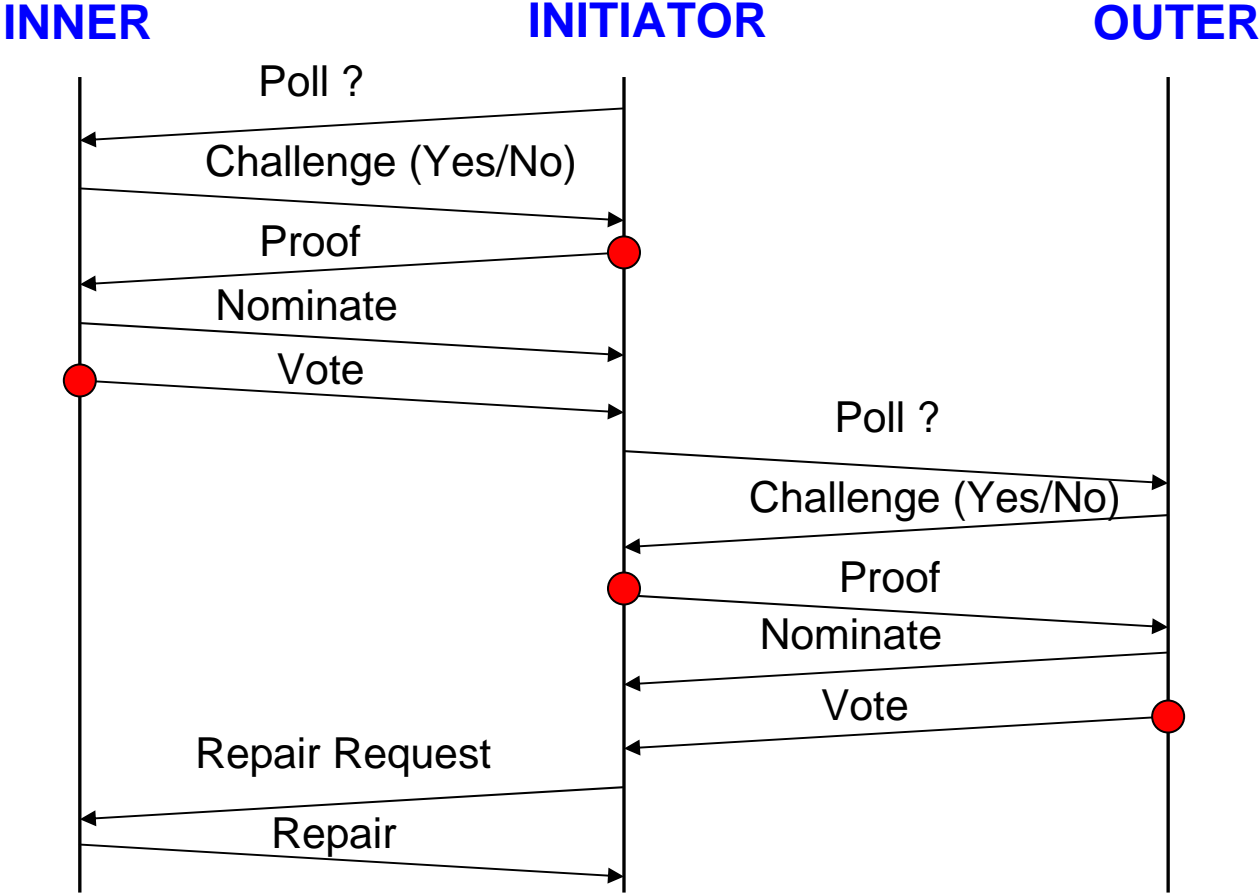 INNER
INITIATOR
OUTER
Poll ?
Challenge (Yes/No)
Proof
Nominate
Vote
Poll ?
Challenge (Yes/No)
Proof
Nominate
Vote
Repair Request
Repair